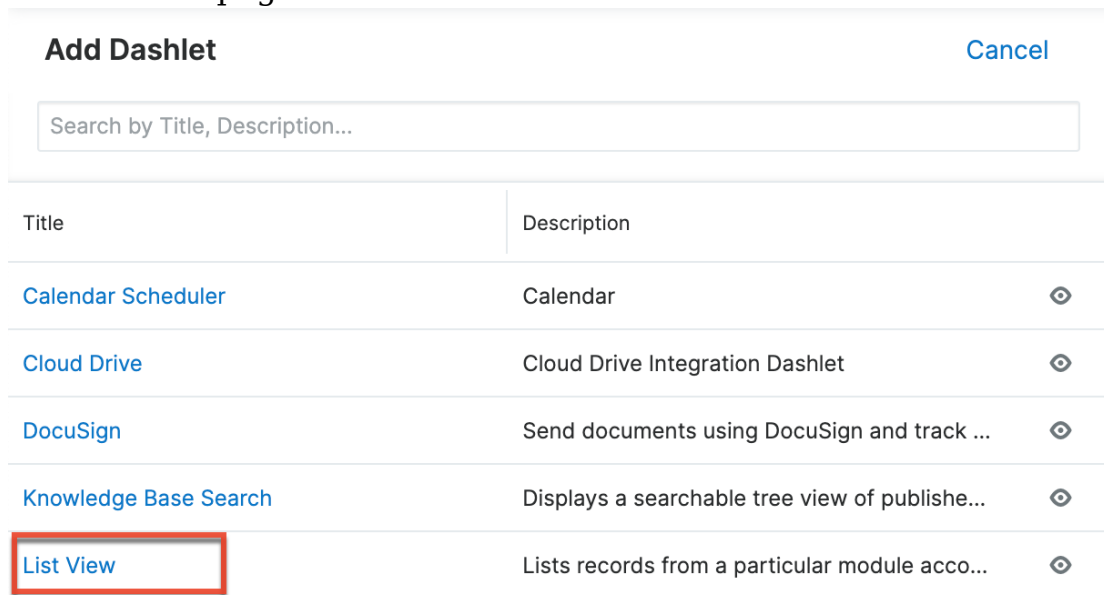 Add Dashlet Cancel
Search by Title, Description...
Title Description
Calendar Scheduler Calendar
Cloud Drive Cloud Drive Integration Dashlet
DocuSign Send documents using DocuSign and track ...
Knowledge Base Search Displays a searchable tree view of publishe...
List View Lists records from a particular module acco...